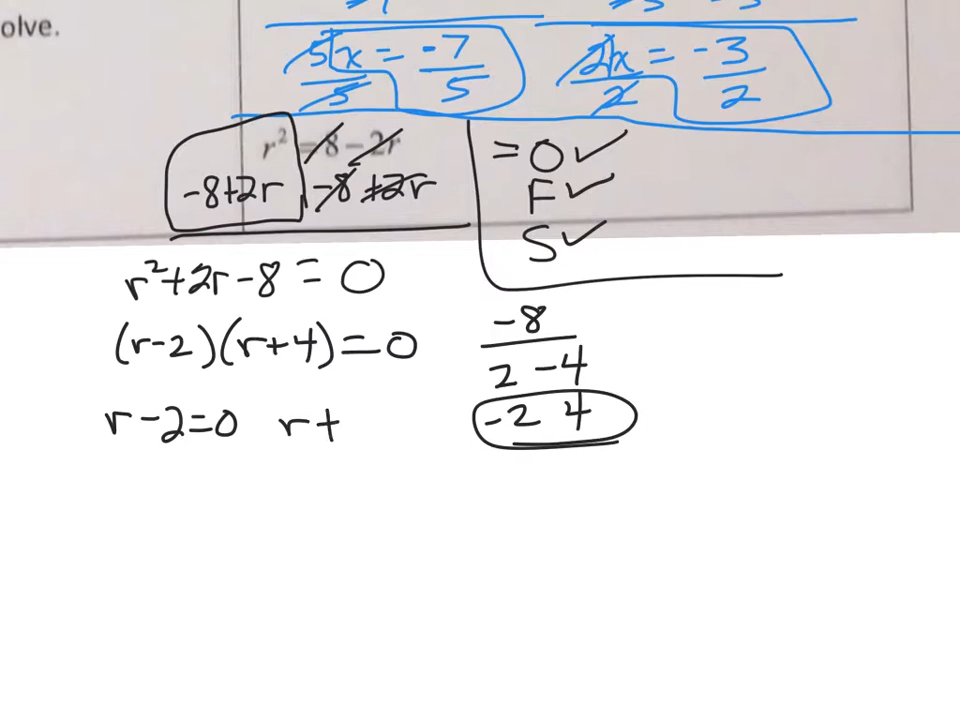 olve.
5x = -7/5 2x = -3/2
5 2
r² = 8 - 2r
-8+2r -8+2r
= 0 ✓
F ✓
S ✓
r²+2r-8 = 0
(r-2)(r+4)=0
r-2=0 r+
-8
2 -4
-2 4